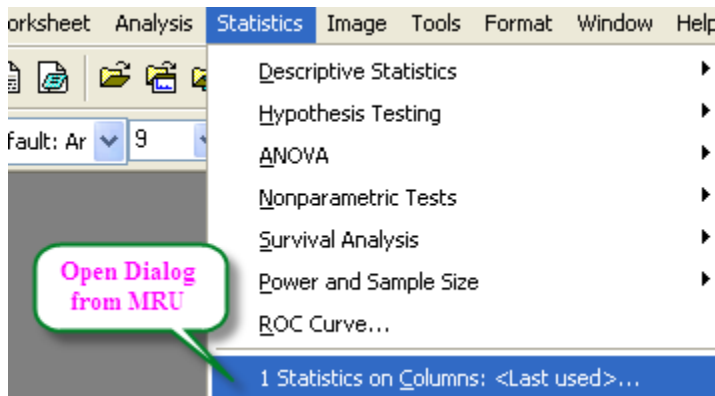 orksheet Analysis Statistics Image Tools Format Window Help
fault: Ar 9
Descriptive Statistics
Hypothesis Testing
ANOVA
Nonparametric Tests
Survival Analysis
Open Dialog
from MRU
Power and Sample Size
ROC Curve...
1 Statistics on Columns: <Last used>...